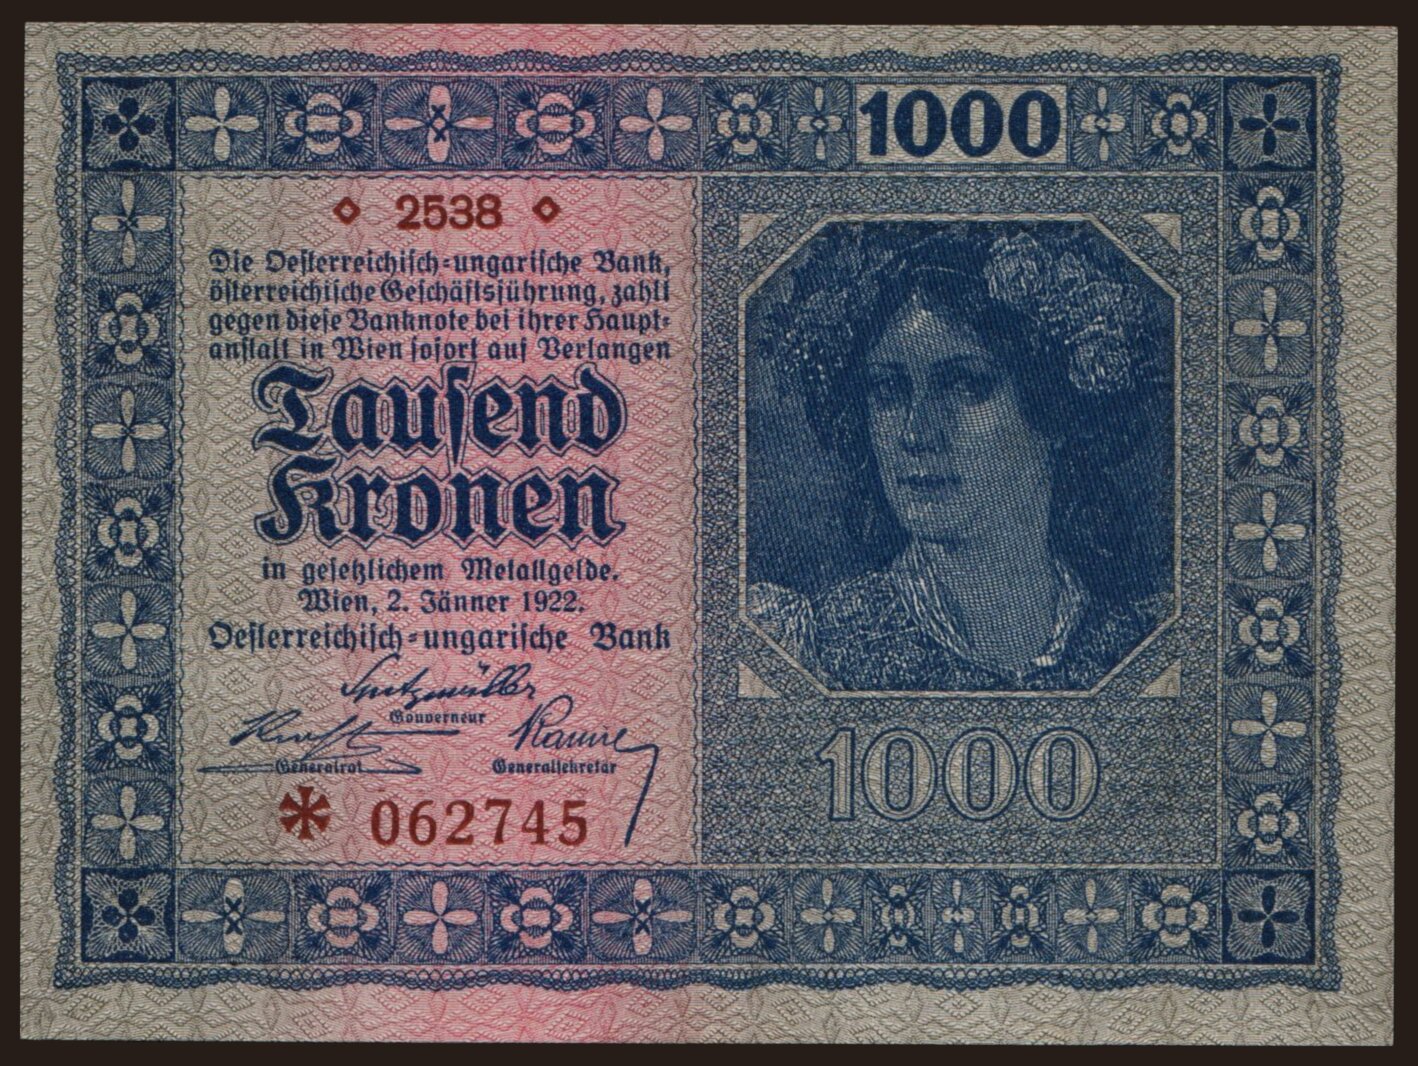 1000
◇ 2538 ◇
Die Oesterreichisch-ungarische Bank,
österreichische Geschäftsführung, zahlt
gegen diese Banknote bei ihrer Haupt-
anstalt in Wien sofort auf Verlangen
Tausend
Kronen
in gesetzlichem Metallgelde.
Wien, 2. Jänner 1922.
Oesterreichisch-ungarische Bank
Spitzmüller
Gouverneur
Generalrat
Generalsekretär
* 062745
1000